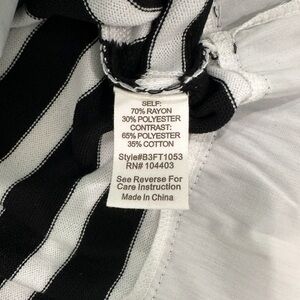 SELF:
70% RAYON
30% POLYESTER
CONTRAST:
65% POLYESTER
35% COTTON
Style#B3FT1053
RN# 104403
See Reverse For
Care Instruction
Made In China